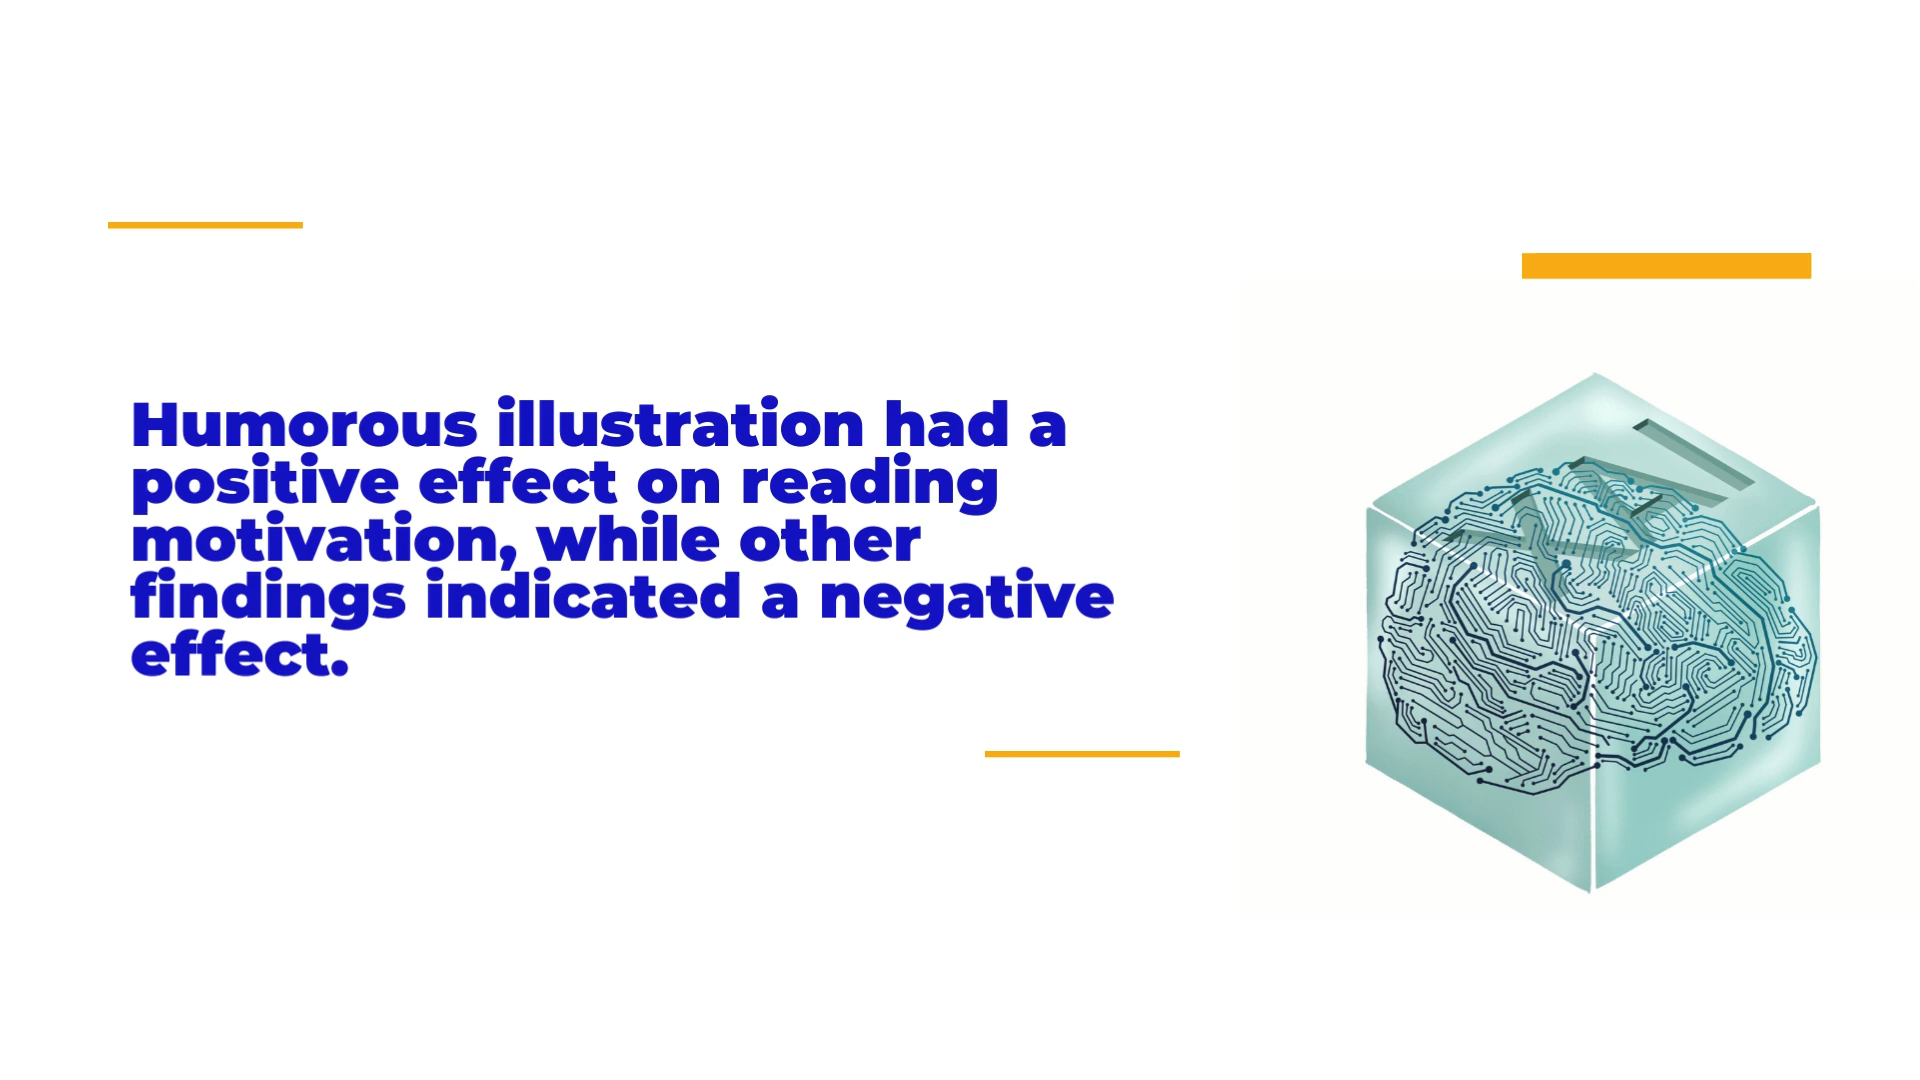 Humorous illustration had a
positive effect on reading
motivation, while other
findings indicated a negative
effect.